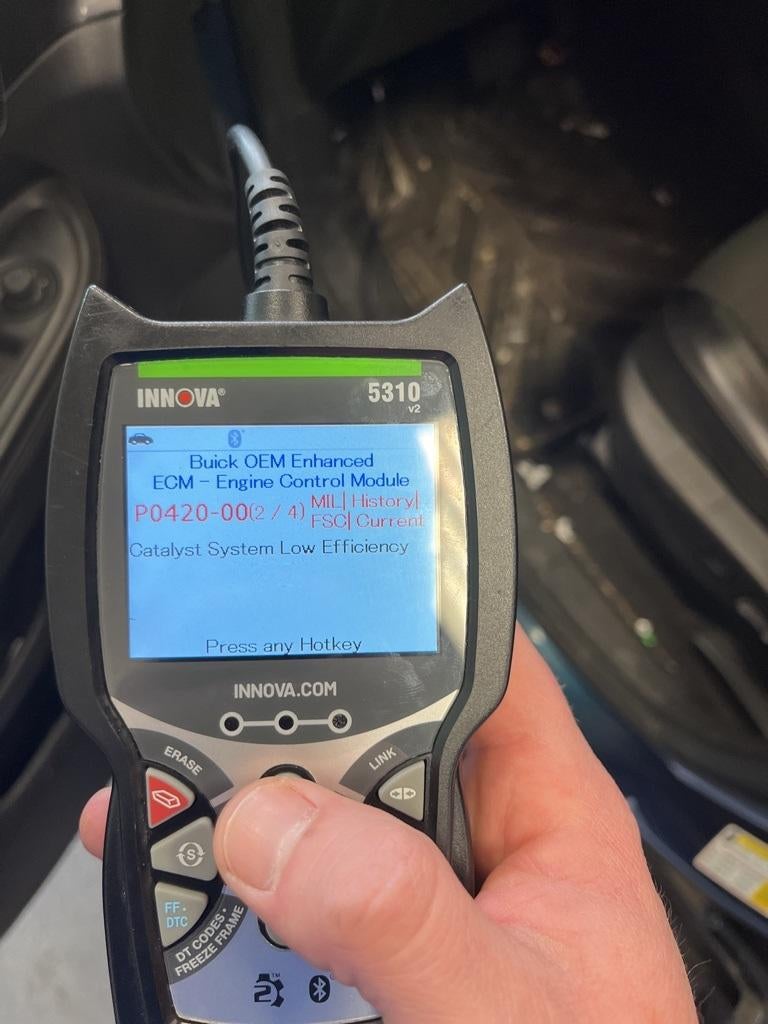 INNOVA® 5310
v2
Buick OEM Enhanced
ECM - Engine Control Module
P0420-00(2 / 4) MIL| History|
FSC| Current
Catalyst System Low Efficiency
Press any Hotkey
INNOVA.COM
ERASE
LINK
S
FF·
DTC
DT CODES·
FREEZE FRAME
2